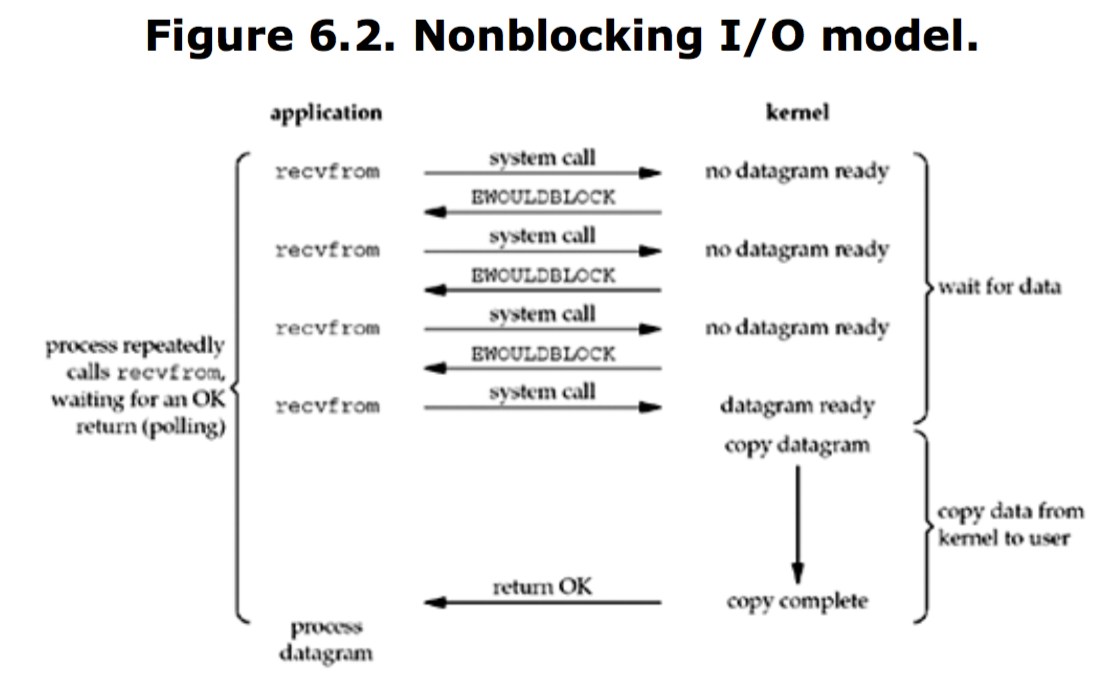 Figure 6.2. Nonblocking I/O model.
application
kernel
recvfrom
system call
no datagram ready
EWOULDBLOCK
recvfrom
system call
no datagram ready
EWOULDBLOCK
recvfrom
system call
no datagram ready
EWOULDBLOCK
recvfrom
system call
datagram ready
wait for data
process repeatedly
calls recvfrom,
waiting for an OK
return (polling)
copy datagram
copy data from
kernel to user
return OK
copy complete
process
datagram